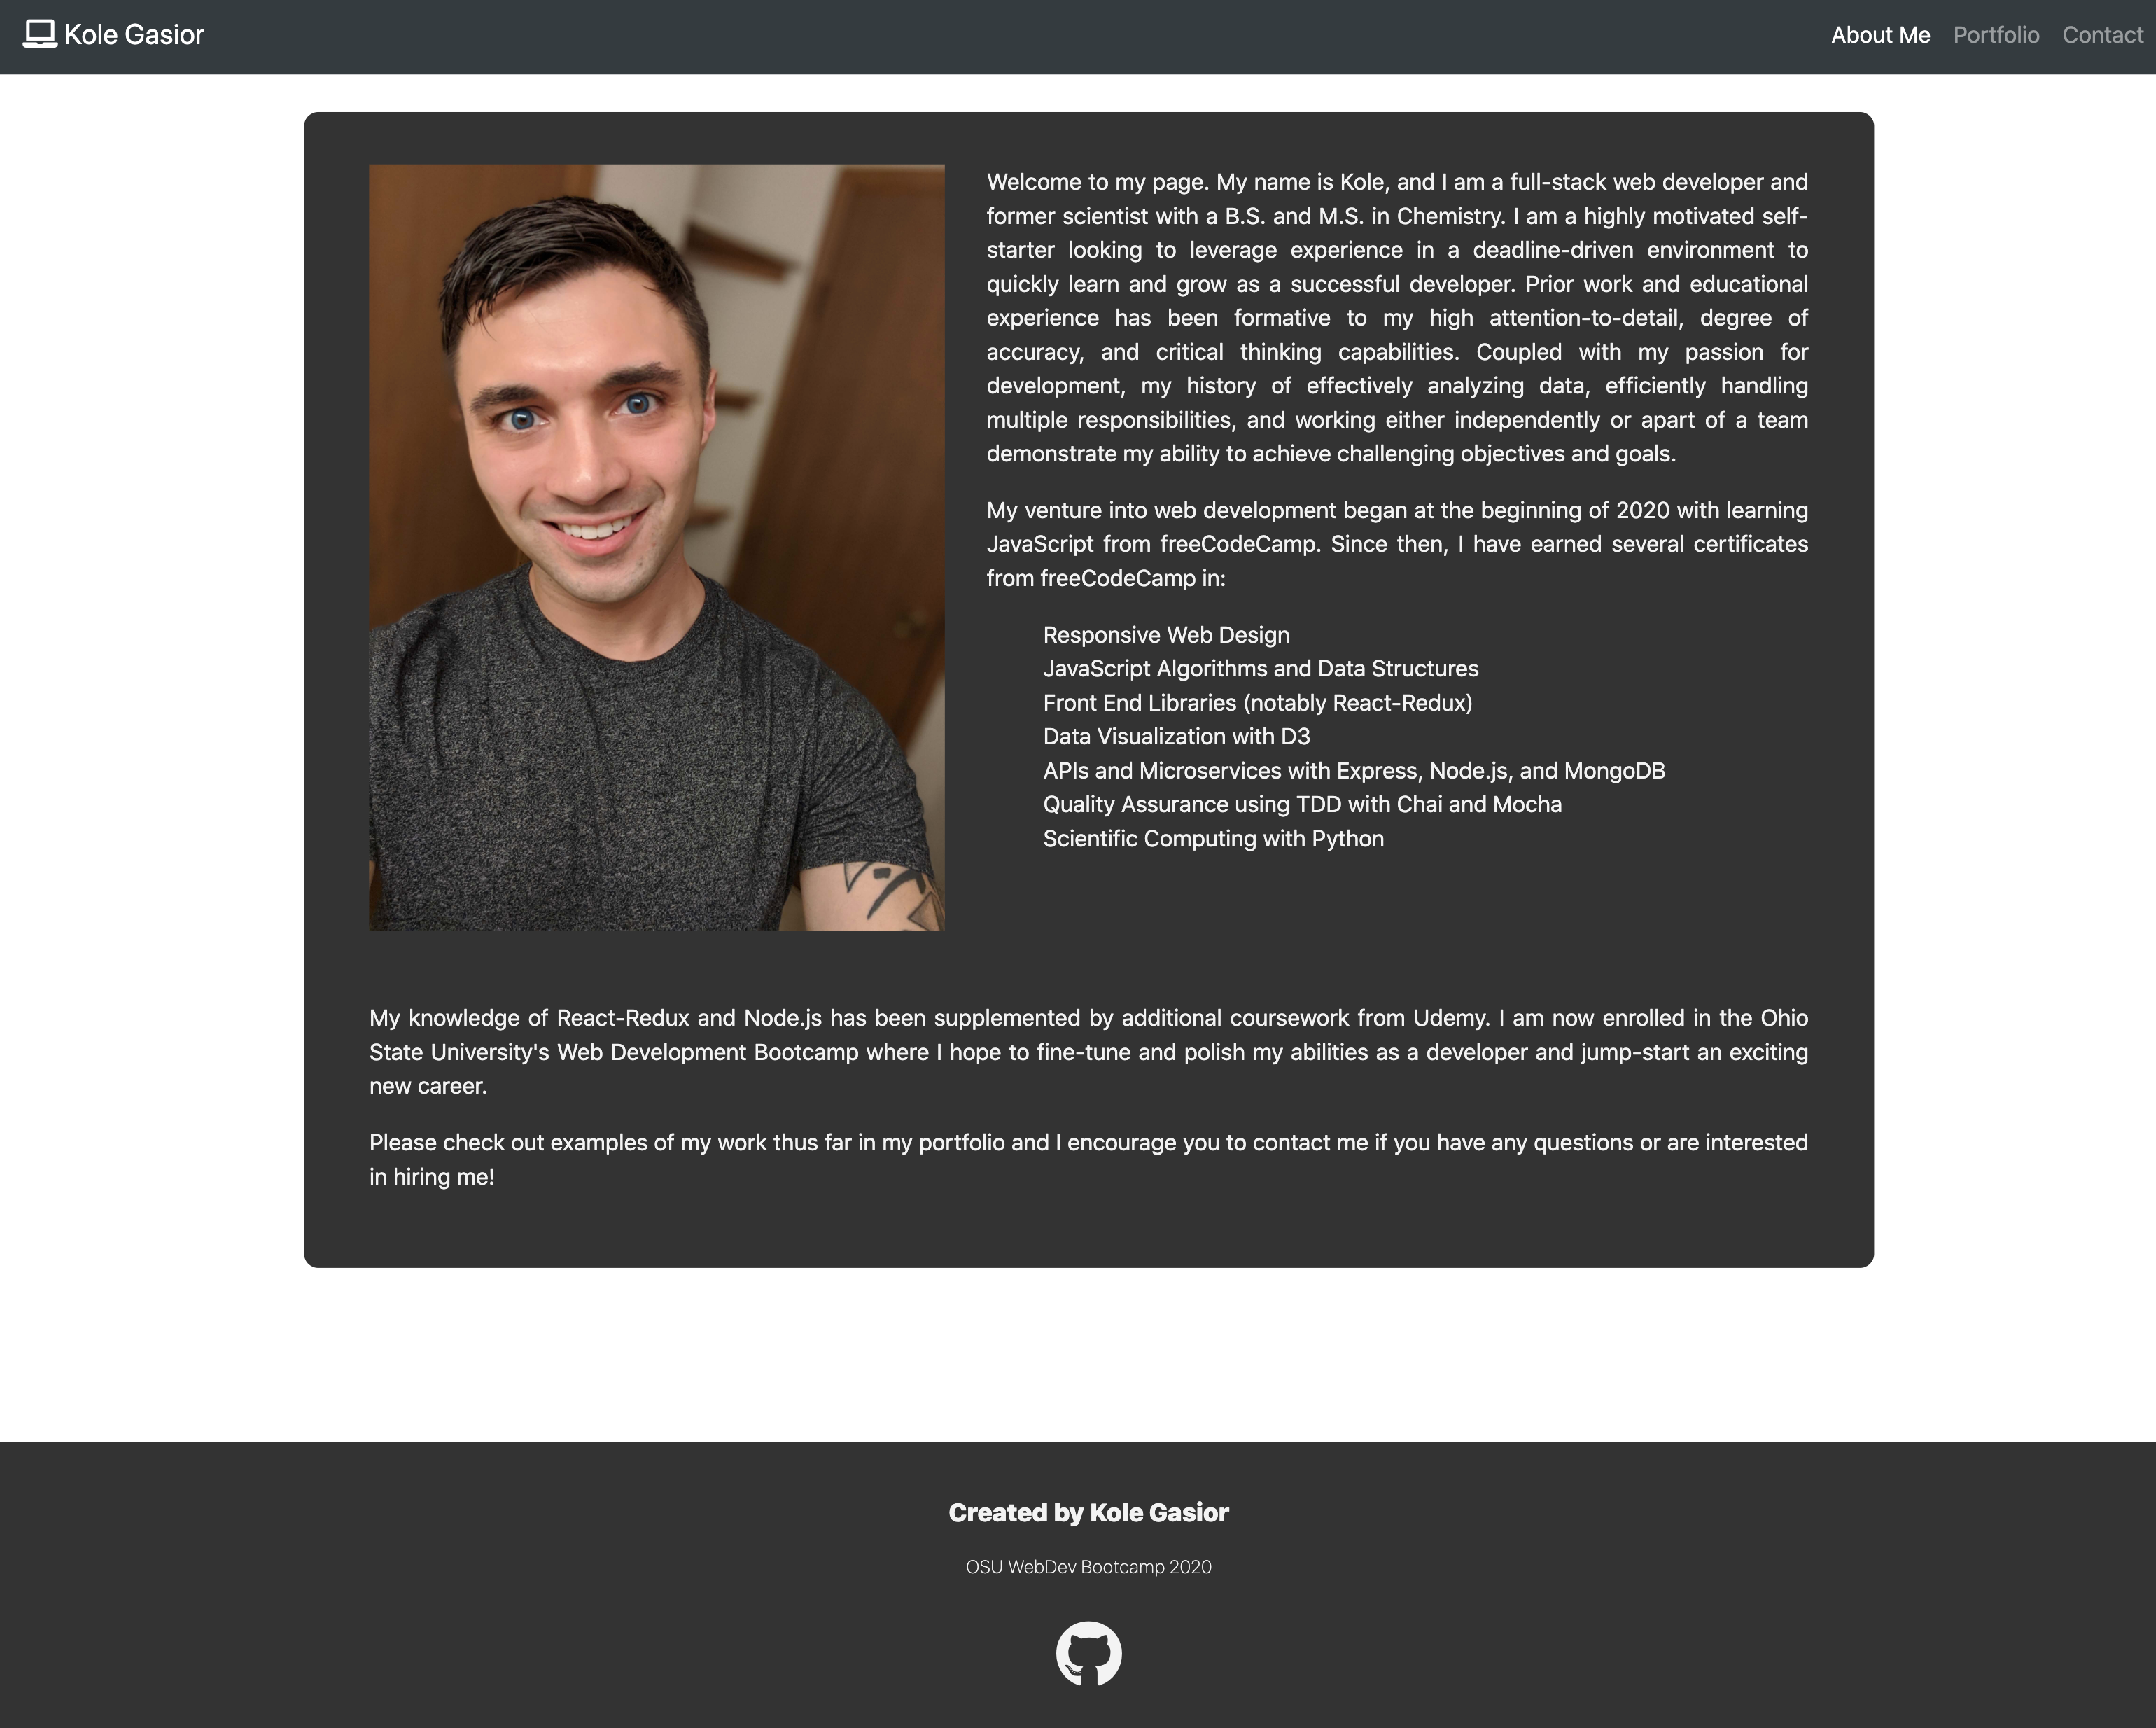 Kole Gasior
About Me Portfolio Contact
Welcome to my page. My name is Kole, and I am a full-stack web developer and
former scientist with a B.S. and M.S. in Chemistry. I am a highly motivated self-
starter looking to leverage experience in a deadline-driven environment to
quickly learn and grow as a successful developer. Prior work and educational
experience has been formative to my high attention-to-detail, degree of
accuracy, and critical thinking capabilities. Coupled with my passion for
development, my history of effectively analyzing data, efficiently handling
multiple responsibilities, and working either independently or apart of a team
demonstrate my ability to achieve challenging objectives and goals.
My venture into web development began at the beginning of 2020 with learning
JavaScript from freeCodeCamp. Since then, I have earned several certificates
from freeCodeCamp in:
Responsive Web Design
JavaScript Algorithms and Data Structures
Front End Libraries (notably React-Redux)
Data Visualization with D3
APIs and Microservices with Express, Node.js, and MongoDB
Quality Assurance using TDD with Chai and Mocha
Scientific Computing with Python
My knowledge of React-Redux and Node.js has been supplemented by additional coursework from Udemy. I am now enrolled in the Ohio
State University's Web Development Bootcamp where I hope to fine-tune and polish my abilities as a developer and jump-start an exciting
new career.
Please check out examples of my work thus far in my portfolio and I encourage you to contact me if you have any questions or are interested
in hiring me!
Created by Kole Gasior
OSU WebDev Bootcamp 2020